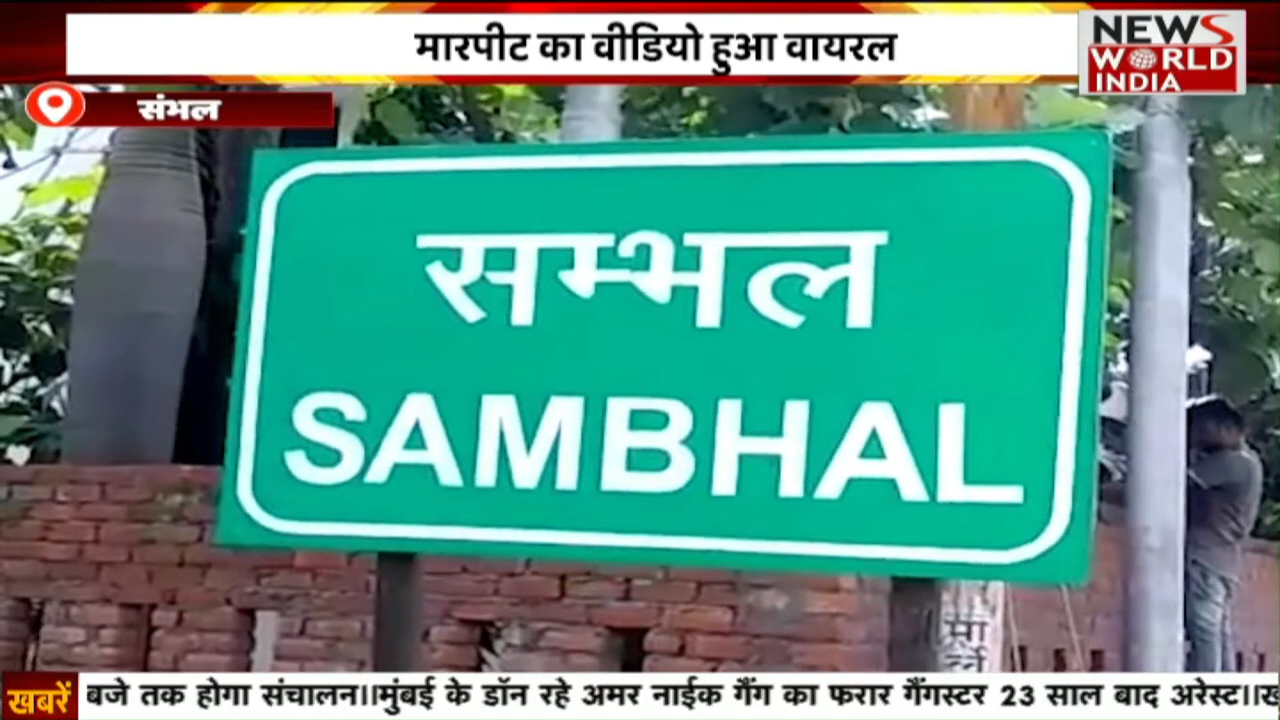 मारपीट का वीडियो हुआ वायरल
NEWS
WORLD
INDIA
संभल
सम्भल
SAMBHAL
खबरें
बजे तक होगा संचालन।।मुंबई के डॉन रहे अमर नाईक गैंग का फरार गैंगस्टर 23 साल बाद अरेस्ट।।